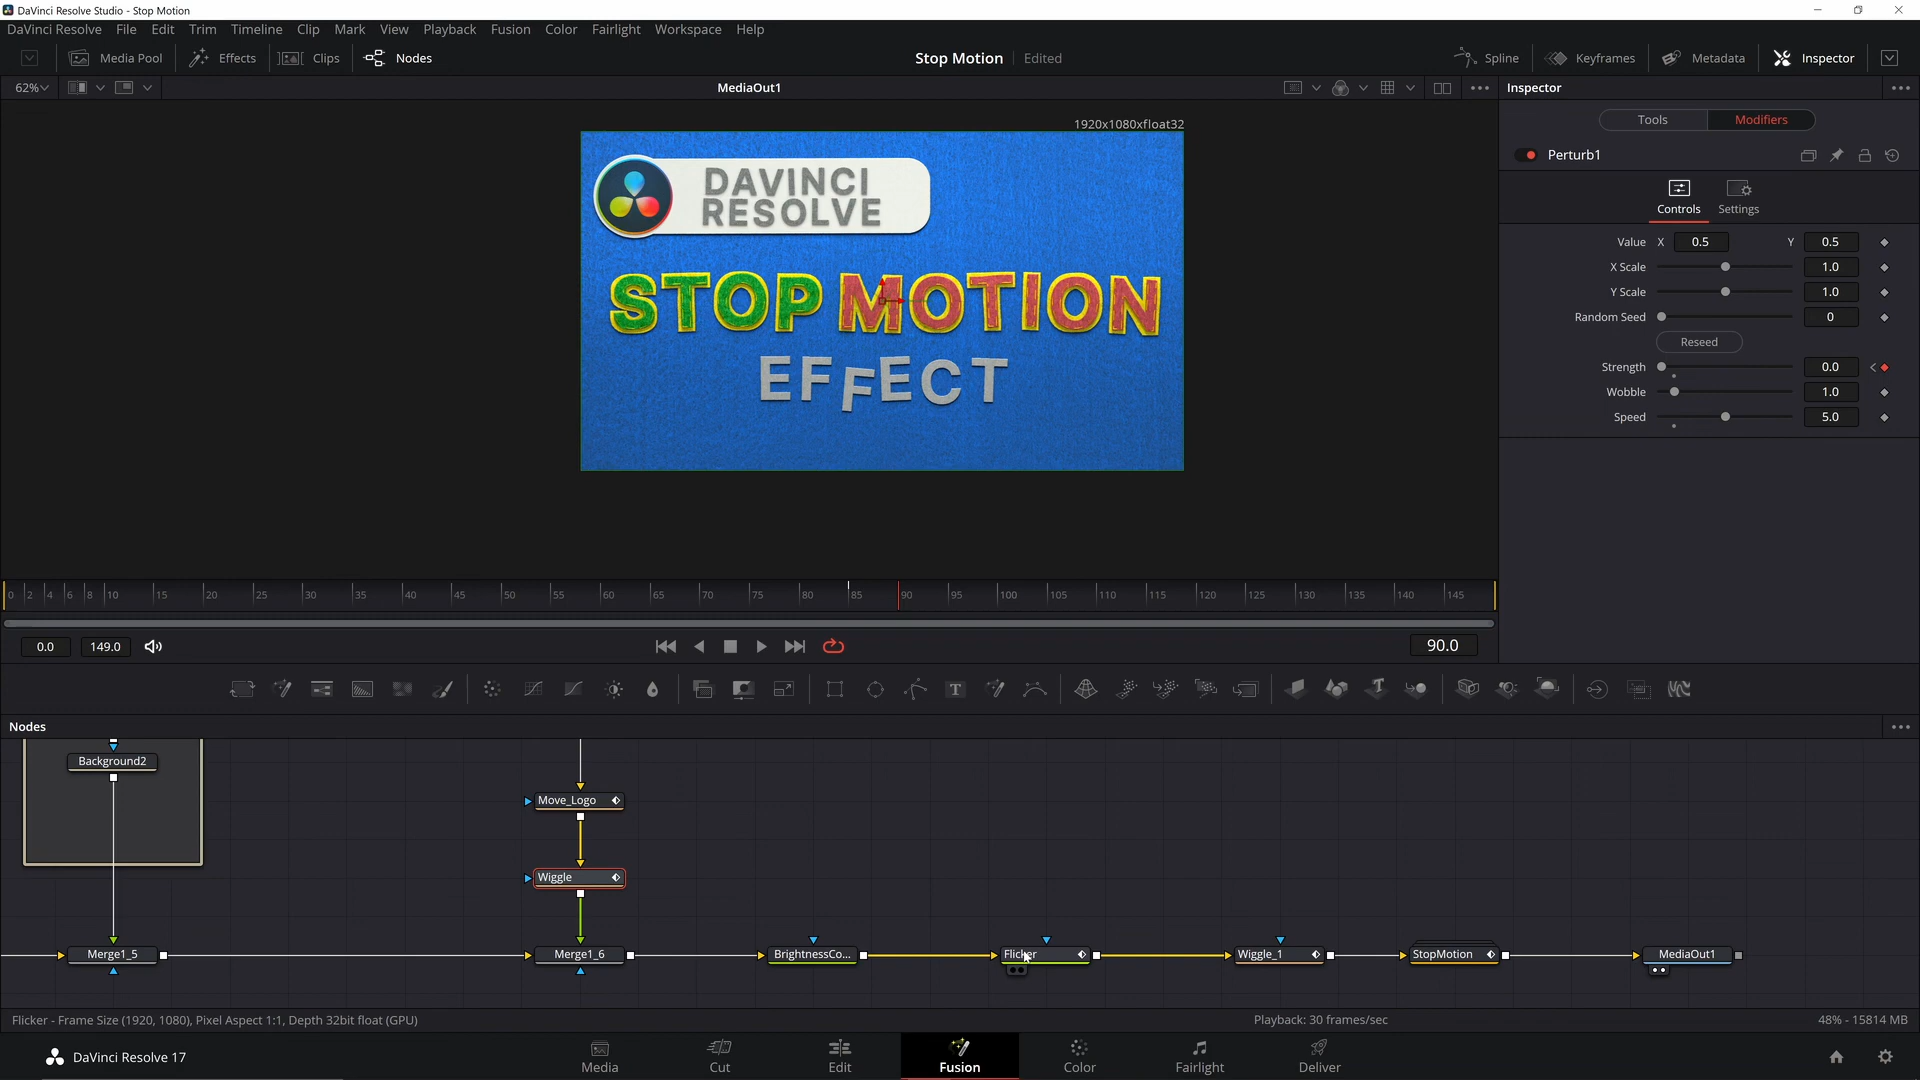 DaVinci Resolve Studio - Stop Motion
DaVinci Resolve File Edit Trim Timeline Clip Mark View Playback Fusion Color Fairlight Workspace Help
Media Pool Effects Clips Nodes Stop Motion Edited Spline Keyframes Metadata Inspector
62% MediaOut1 Inspector
1920x1080xfloat32
Tools Modifiers
Perturb1
Controls Settings
DAVINCI
RESOLVE
STOP MOTION
EFFECT
Value X 0.5 Y 0.5
X Scale 1.0
Y Scale 1.0
Random Seed 0
Reseed
Strength 0.0
Wobble 1.0
Speed 5.0
0 2 4 6 8 10 15 20 25 30 35 40 45 50 55 60 65 70 75 80 85 90 95 100 105 110 115 120 125 130 135 140 145
0.0 149.0 90.0
Nodes
Background2
Move_Logo
Wiggle
Merge1_5 Merge1_6 BrightnessCo... Flicker Wiggle_1 StopMotion MediaOut1
Flicker - Frame Size (1920, 1080), Pixel Aspect 1:1, Depth 32bit float (GPU) Playback: 30 frames/sec 48% - 15814 MB
DaVinci Resolve 17 Media Cut Edit Fusion Color Fairlight Deliver